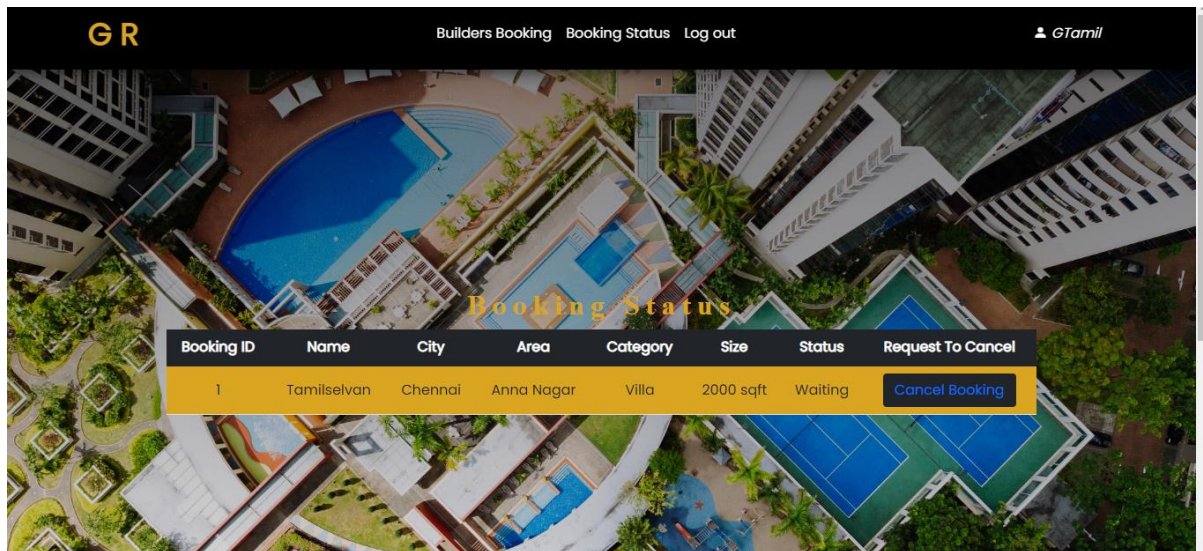 G R
Builders Booking Booking Status Log out
GTamil
Booking Status
Booking ID Name City Area Category Size Status Request To Cancel
1 Tamilselvan Chennai Anna Nagar Villa 2000 sqft Waiting Cancel Booking